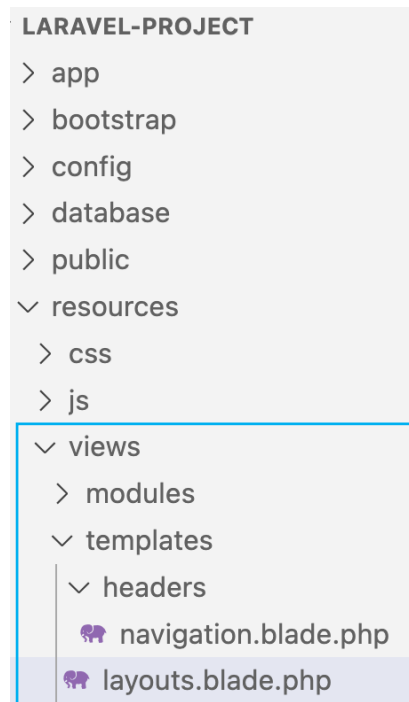 LARAVEL-PROJECT
app
bootstrap
config
database
public
resources
css
js
views
modules
templates
headers
navigation.blade.php
layouts.blade.php